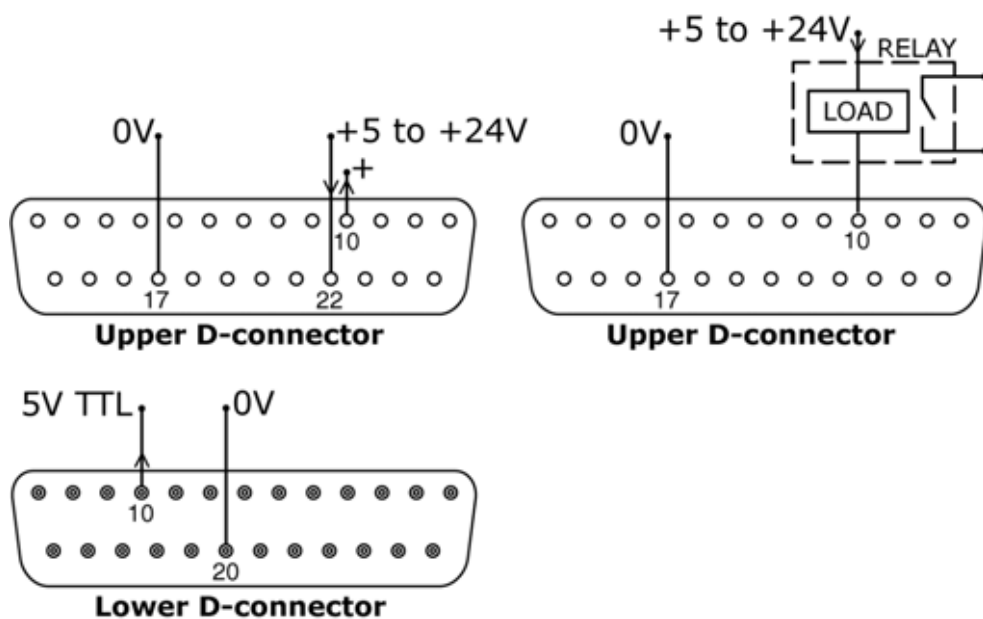 +5 to +24V
RELAY
LOAD
0V
+5 to +24V
+
0V
10
17
22
Upper D-connector
10
17
Upper D-connector
5V TTL
0V
10
20
Lower D-connector